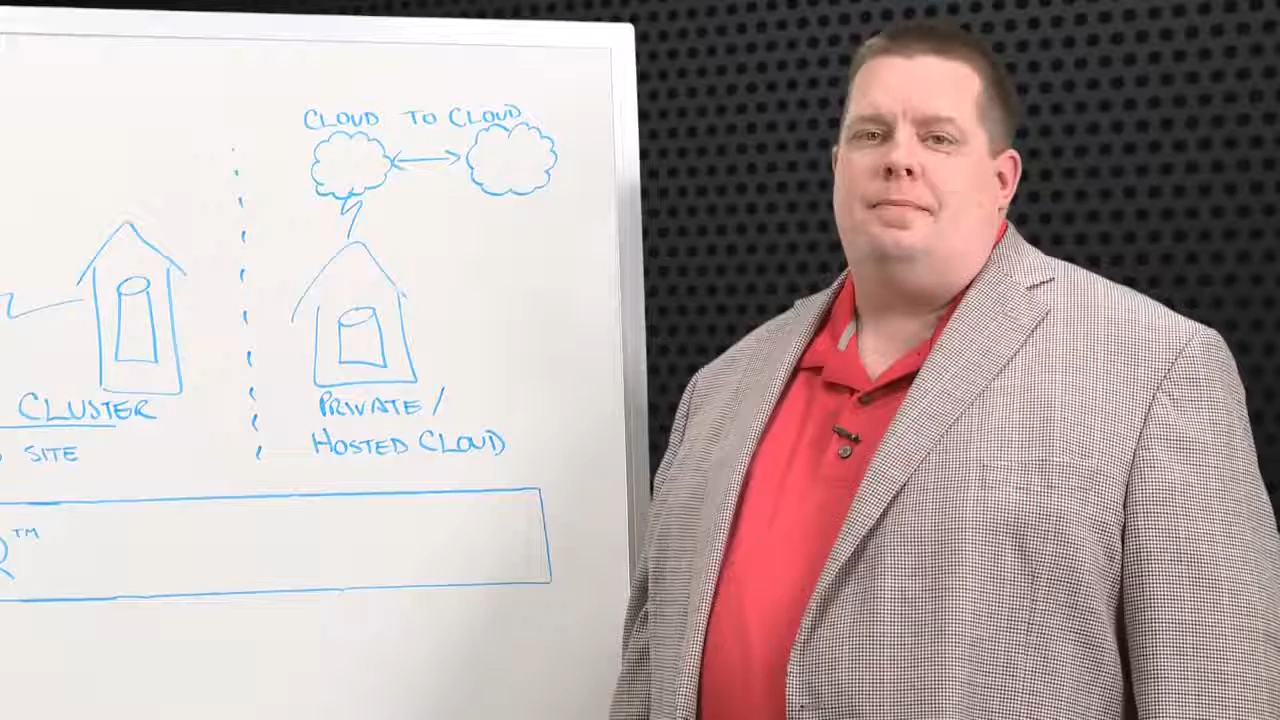 CLOUD TO CLOUD
CLUSTER
SITE
PRIVATE /
HOSTED CLOUD
TM